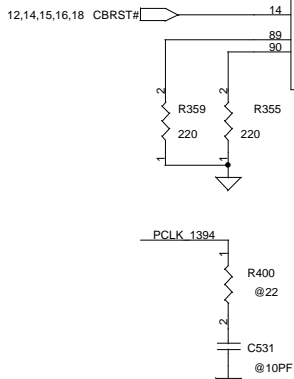 12,14,15,16,18 CBRST# 14
89
90
2 2
R359 R355
220 220
1 1
PCLK_1394
1
R400
@22
2
C531
@10PF